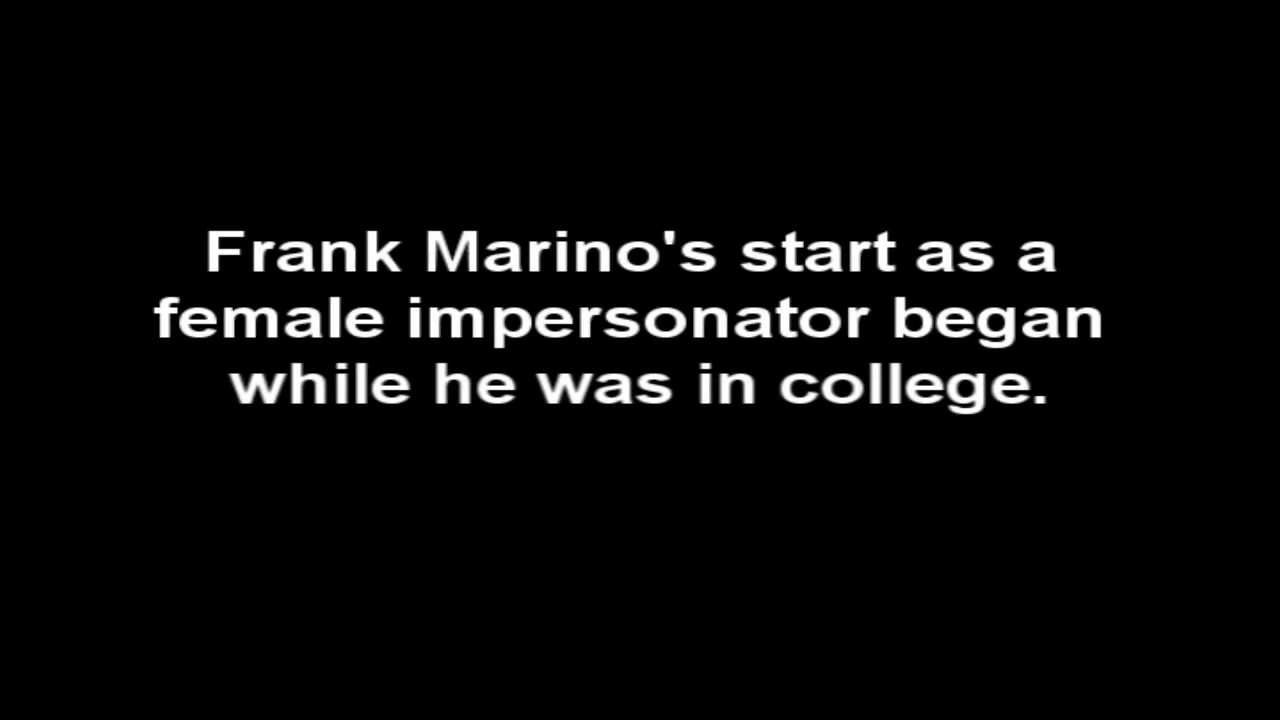 Frank Marino's start as a
female impersonator began
while he was in college.